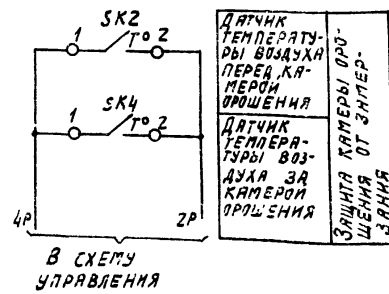 SK2
1 T° 2
SK4
1 T° 2
4P 2P
В СХЕМУ
УПРАВЛЕНИЯ
ДАТЧИК
ТЕМПЕРАТУ-
РЫ ВОЗДУХА
ПЕРЕД КА-
МЕРОЙ
ОРОШЕНИЯ
ДАТЧИК
ТЕМПЕРА-
ТУРЫ ВОЗ-
ДУХА ЗА
КАМЕРОЙ
ОРОШЕНИЯ
ЗАЩИТА КАМЕРЫ ОРО-
ШЕНИЯ ОТ ЗАМЕР-
ЗАНИЯ